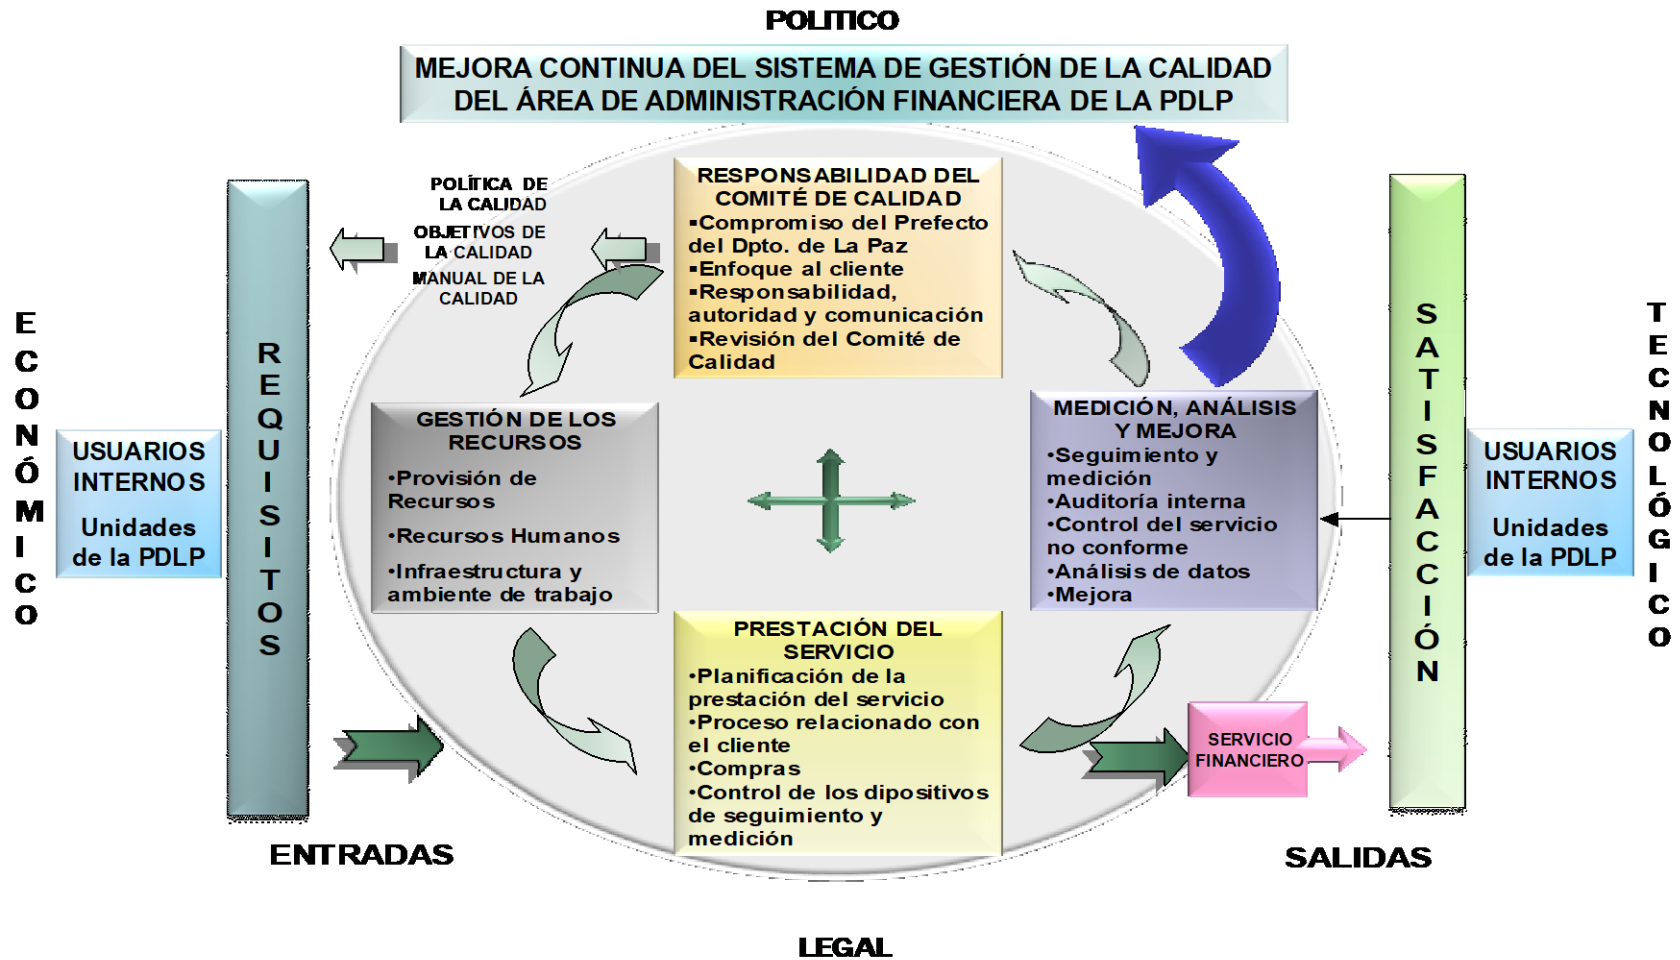 POLITICO
MEJORA CONTINUA DEL SISTEMA DE GESTIÓN DE LA CALIDAD
DEL ÁREA DE ADMINISTRACIÓN FINANCIERA DE LA PDLP
POLÍTICA DE
LA CALIDAD
OBJETIVOS DE
LA CALIDAD
MANUAL DE LA
CALIDAD
RESPONSABILIDAD DEL
COMITÉ DE CALIDAD
▪Compromiso del Prefecto
del Dpto. de La Paz
▪Enfoque al cliente
▪Responsabilidad,
autoridad y comunicación
▪Revisión del Comité de
Calidad
ECONÓMICO
USUARIOS
INTERNOS
Unidades
de la PDLP
REQUISITOS
GESTIÓN DE LOS
RECURSOS
•Provisión de
Recursos
•Recursos Humanos
•Infraestructura y
ambiente de trabajo
MEDICIÓN, ANÁLISIS
Y MEJORA
•Seguimiento y
medición
•Auditoría interna
•Control del servicio
no conforme
•Análisis de datos
•Mejora
SATISFACCIÓN
USUARIOS
INTERNOS
Unidades
de la PDLP
TECNOLÓGICO
PRESTACIÓN DEL
SERVICIO
•Planificación de la
prestación del servicio
•Proceso relacionado con
el cliente
•Compras
•Control de los dipositivos
de seguimiento y
medición
SERVICIO
FINANCIERO
ENTRADAS
SALIDAS
LEGAL